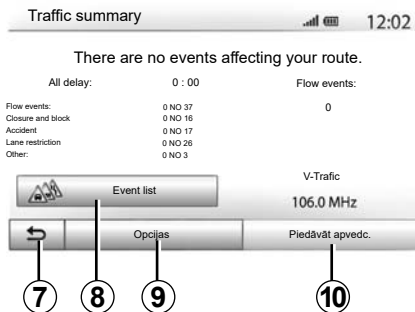 Traffic summary 12:02
There are no events affecting your route.
All delay: 0 : 00 Flow events:
Flow events: 0 NO 37 0
Closure and block 0 NO 16
Accident 0 NO 17
Lane restriction 0 NO 26
Other: 0 NO 3
Event list V-Trafic
106.0 MHz
Opcijas Piedāvāt apvedc.
7 8 9 10